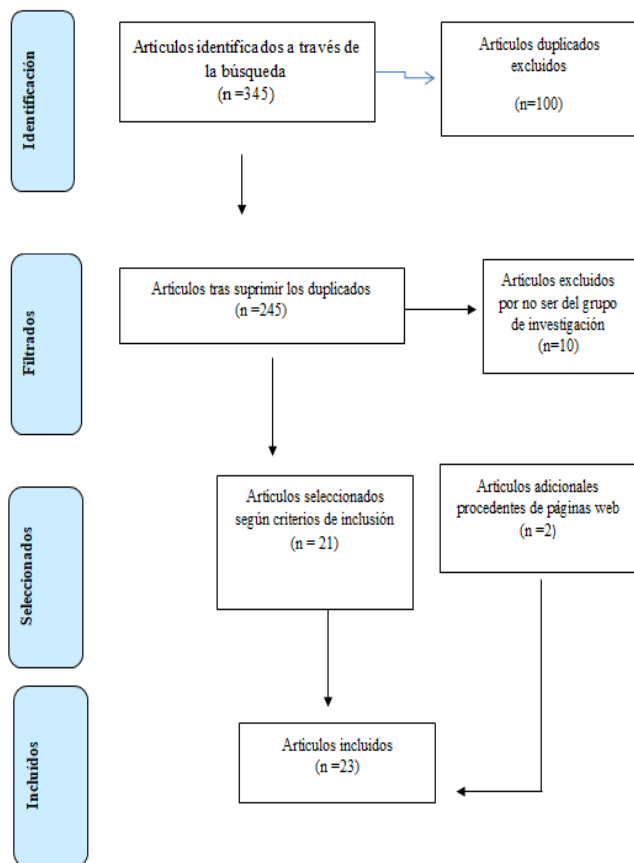 Identificación
Artículos identificados a través de
la búsqueda
(n =345)
Artículos duplicados
excluidos
(n=100)
Filtrados
Artículos tras suprimir los duplicados
(n =245)
Artículos excluidos
por no ser del grupo
de investigación
(n=10)
Seleccionados
Artículos seleccionados
según criterios de inclusión
(n = 21)
Artículos adicionales
procedentes de páginas web
(n =2)
Incluídos
Artículos incluidos
(n =23)